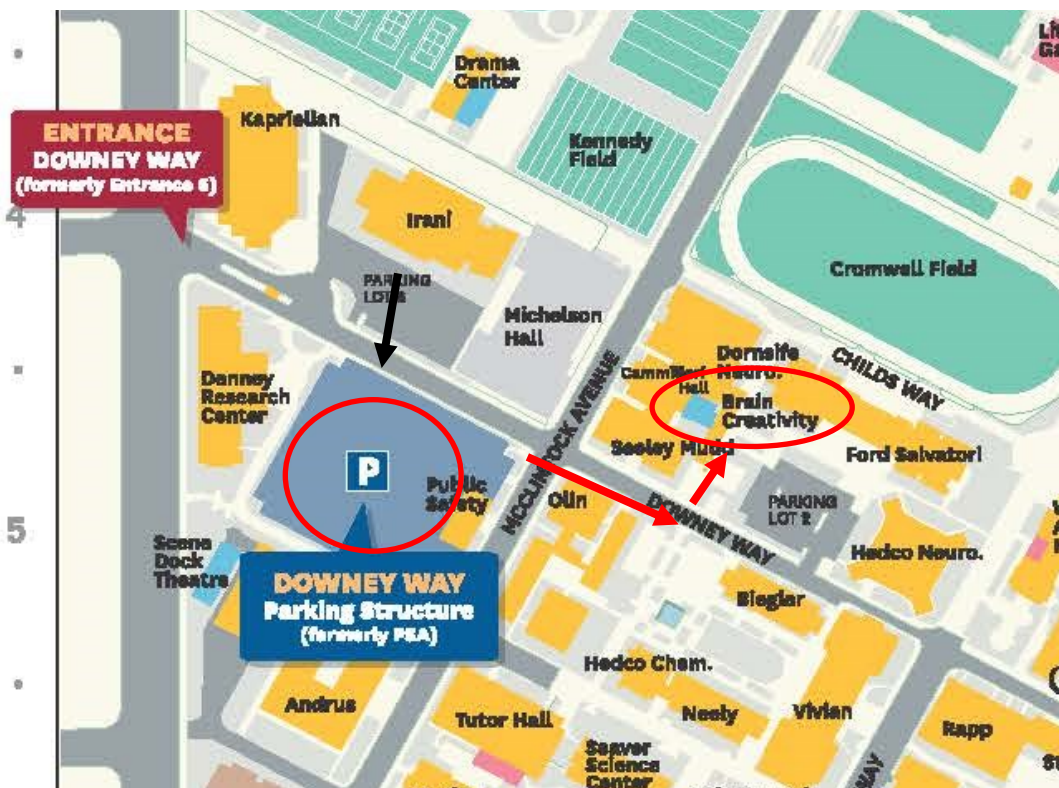 Drama
Center
Kaprielian
ENTRANCE
DOWNEY WAY
(formerly Entrance 6)
4
Kennedy
Field
Irani
Cromwell Field
PARKING
LOT
Michelson
Hall
Dornsife
Neuro.
CHILDS WAY
Hall
Brain
Creativity
Danney
Research
Center
MCCLINTOCK AVENUE
Seeley Mudd
Ford Salvatori
P
Public
Safety
Olin
DOWNEY WAY
PARKING
LOT 2
5
Hedco Neuro.
Scene
Dock
Theatre
DOWNEY WAY
Parking Structure
(formerly PSA)
Biegler
Hedco Chem.
Andrus
Tutor Hall
Neely
Vivian
Rapp
Seaver
Science
Center
WAY